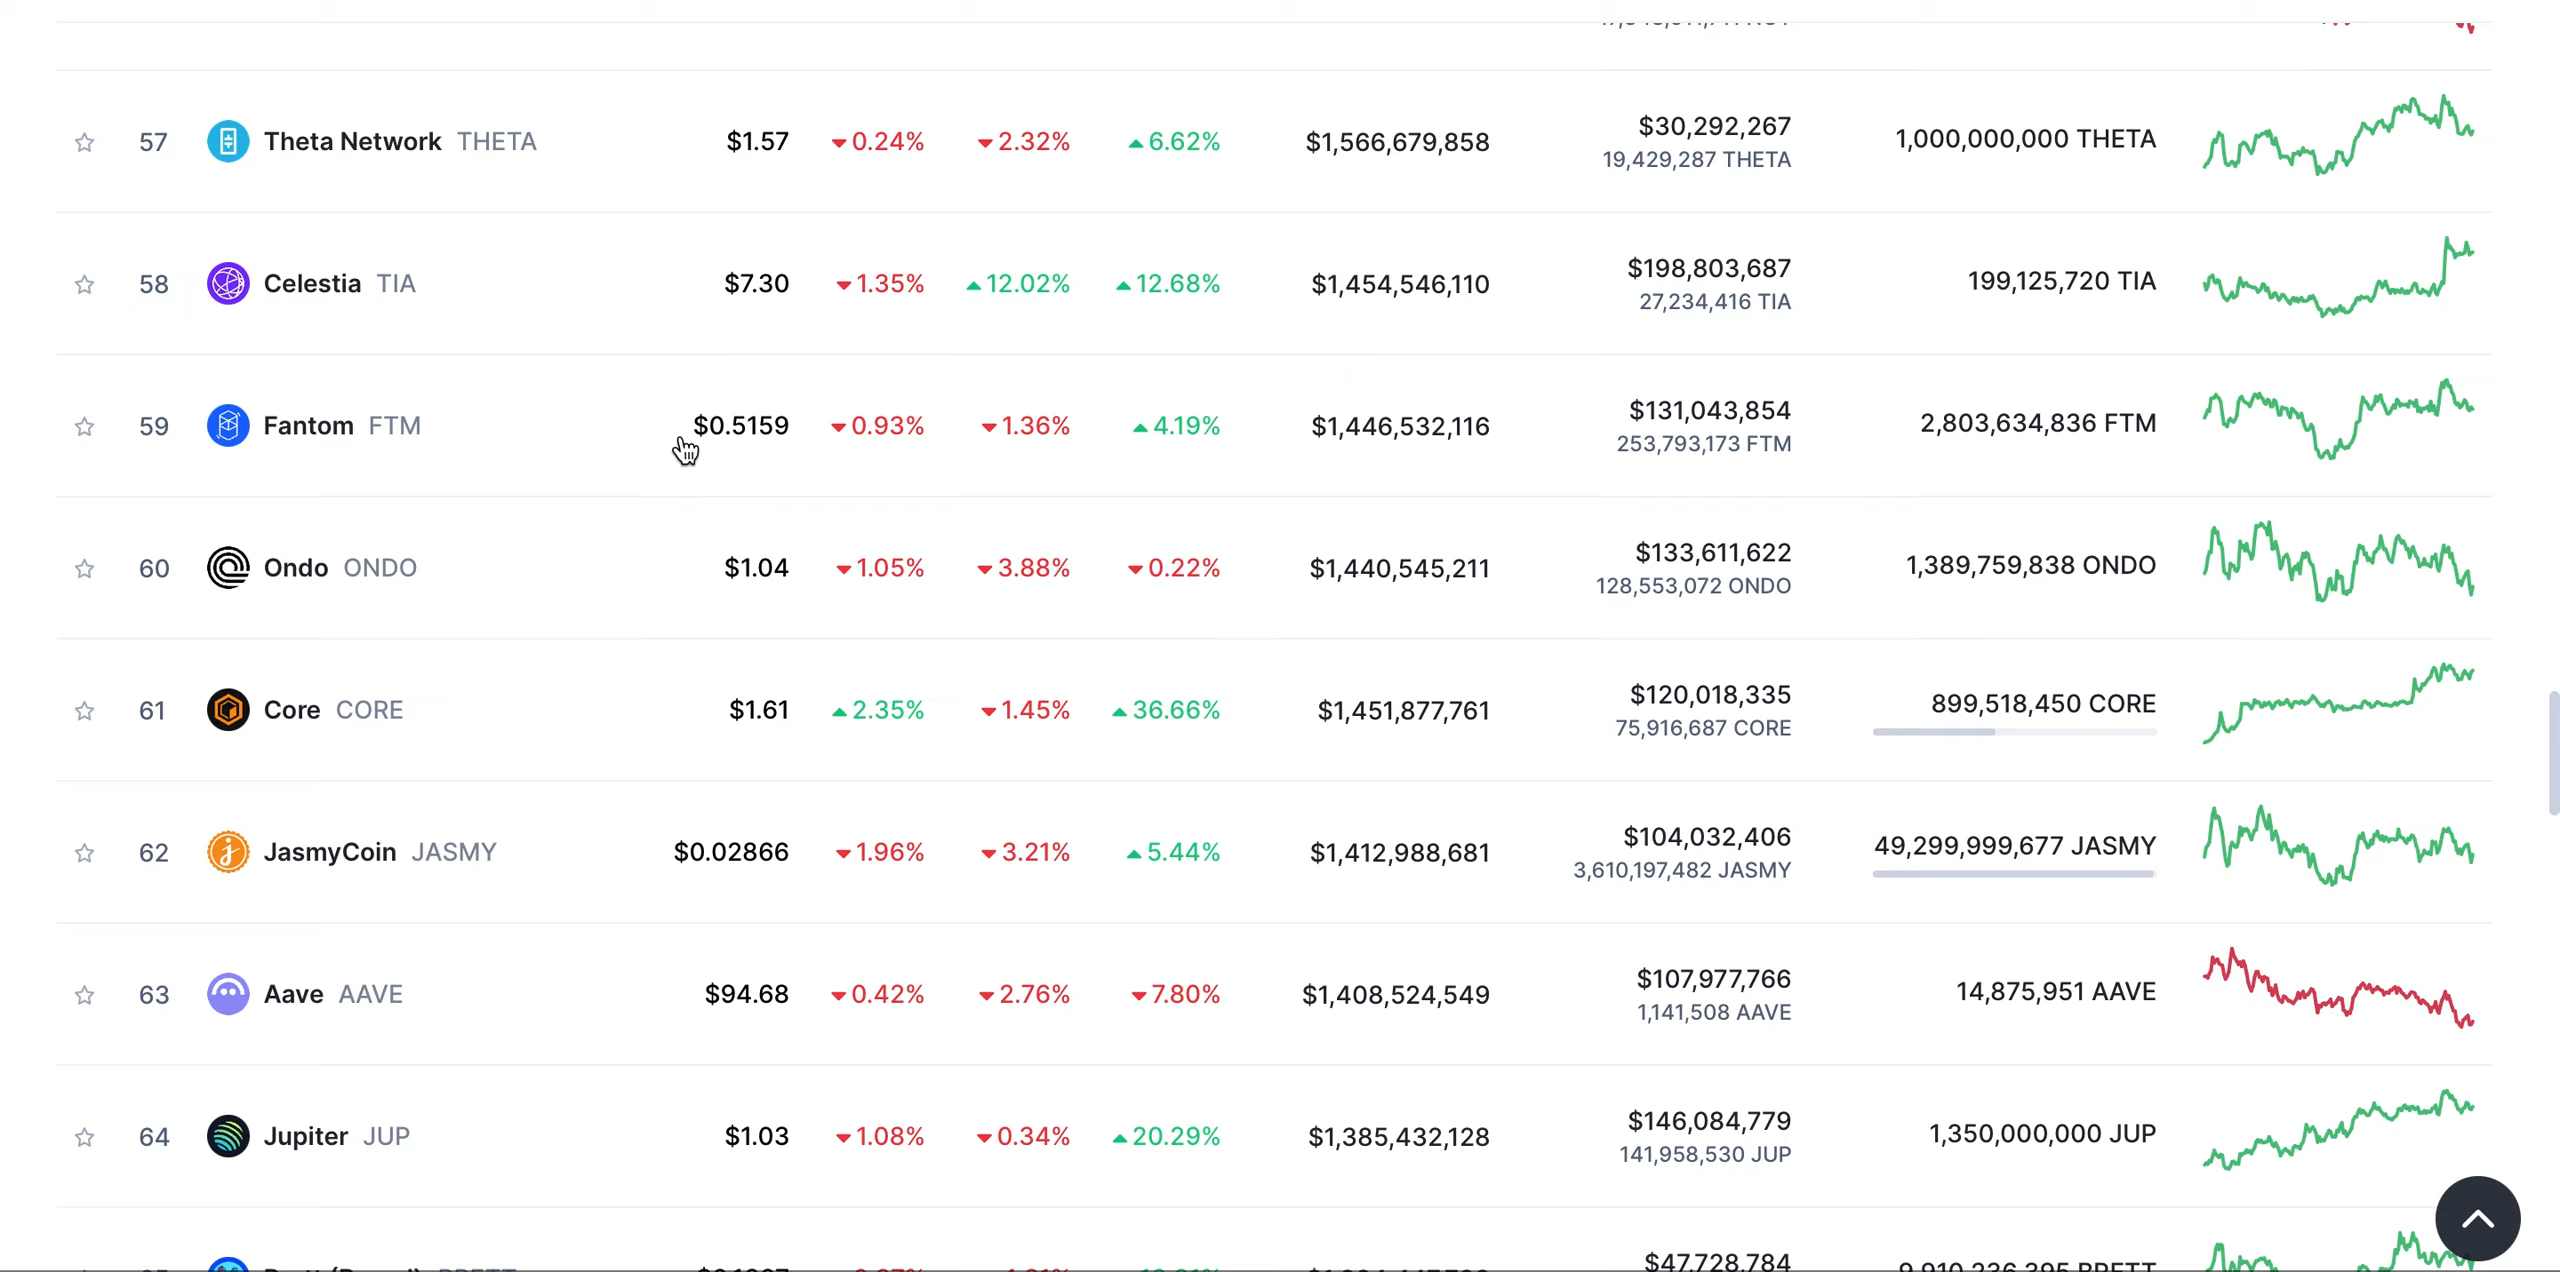 57 Theta Network THETA $1.57 0.24% 2.32% 6.62% $1,566,679,858 $30,292,267 1,000,000,000 THETA
19,429,287 THETA
58 Celestia TIA $7.30 1.35% 12.02% 12.68% $1,454,546,110 $198,803,687 199,125,720 TIA
27,234,416 TIA
59 Fantom FTM $0.5159 0.93% 1.36% 4.19% $1,446,532,116 $131,043,854 2,803,634,836 FTM
253,793,173 FTM
60 Ondo ONDO $1.04 1.05% 3.88% 0.22% $1,440,545,211 $133,611,622 1,389,759,838 ONDO
128,553,072 ONDO
61 Core CORE $1.61 2.35% 1.45% 36.66% $1,451,877,761 $120,018,335 899,518,450 CORE
75,916,687 CORE
62 JasmyCoin JASMY $0.02866 1.96% 3.21% 5.44% $1,412,988,681 $104,032,406 49,299,999,677 JASMY
3,610,197,482 JASMY
63 Aave AAVE $94.68 0.42% 2.76% 7.80% $1,408,524,549 $107,977,766 14,875,951 AAVE
1,141,508 AAVE
64 Jupiter JUP $1.03 1.08% 0.34% 20.29% $1,385,432,128 $146,084,779 1,350,000,000 JUP
141,958,530 JUP
$47,728,784